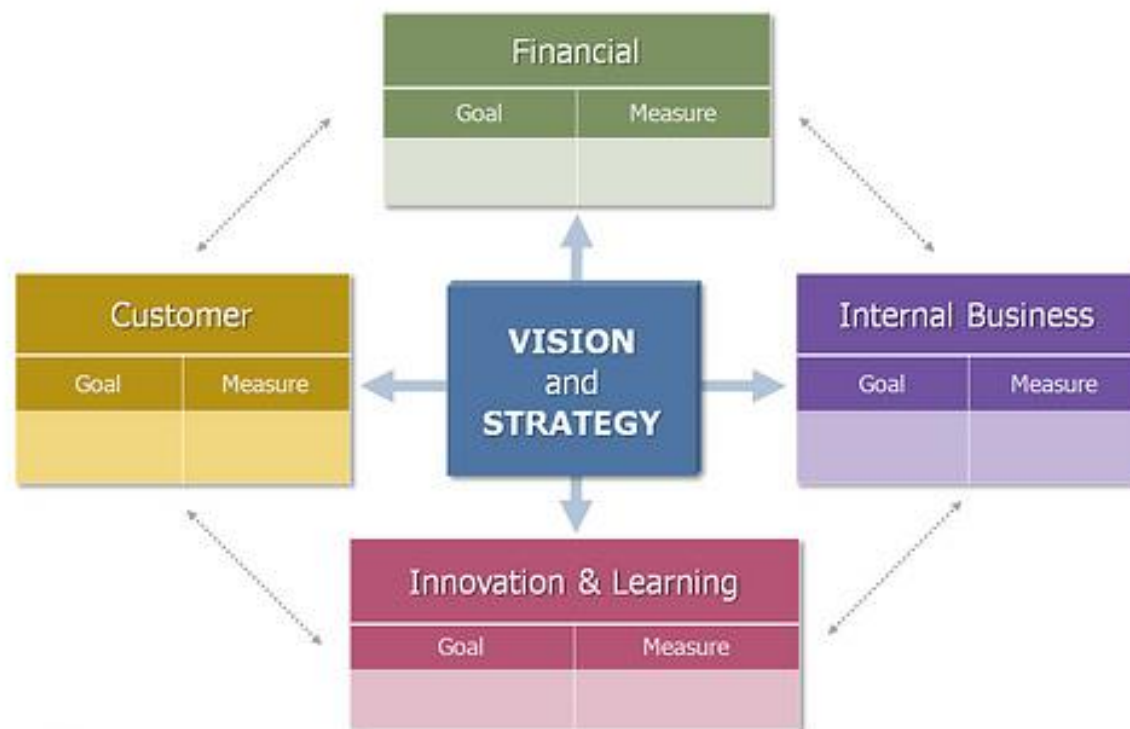 Financial
Goal Measure
Customer
Goal Measure
VISION
and
STRATEGY
Internal Business
Goal Measure
Innovation & Learning
Goal Measure